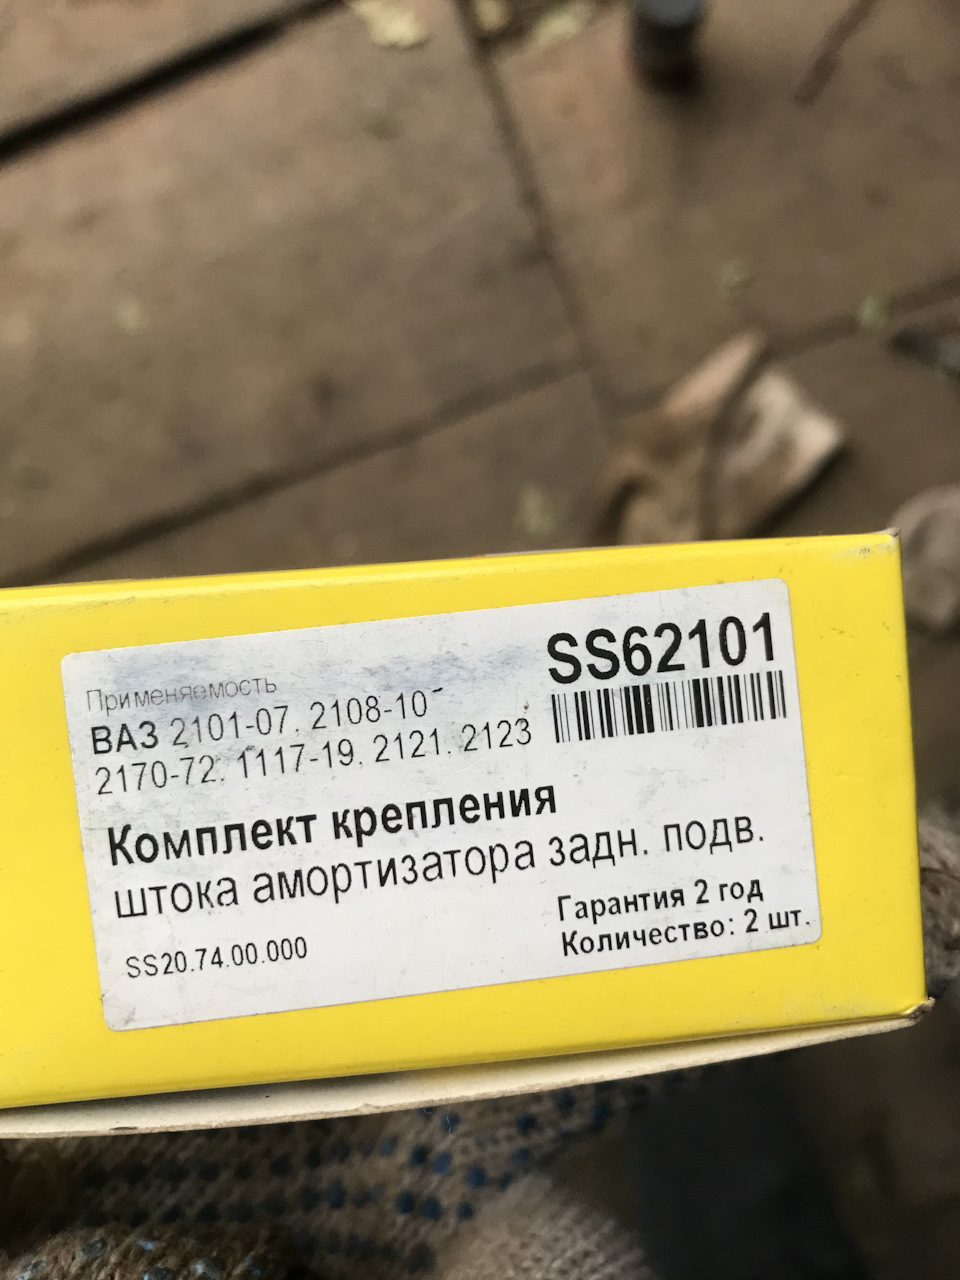 SS62101
Применяемость
ВАЗ 2101-07, 2108-10
2170-72, 1117-19, 2121, 2123
Комплект крепления
штока амортизатора задн. подв.
Гарантия 2 год
Количество: 2 шт.
SS20.74.00.000